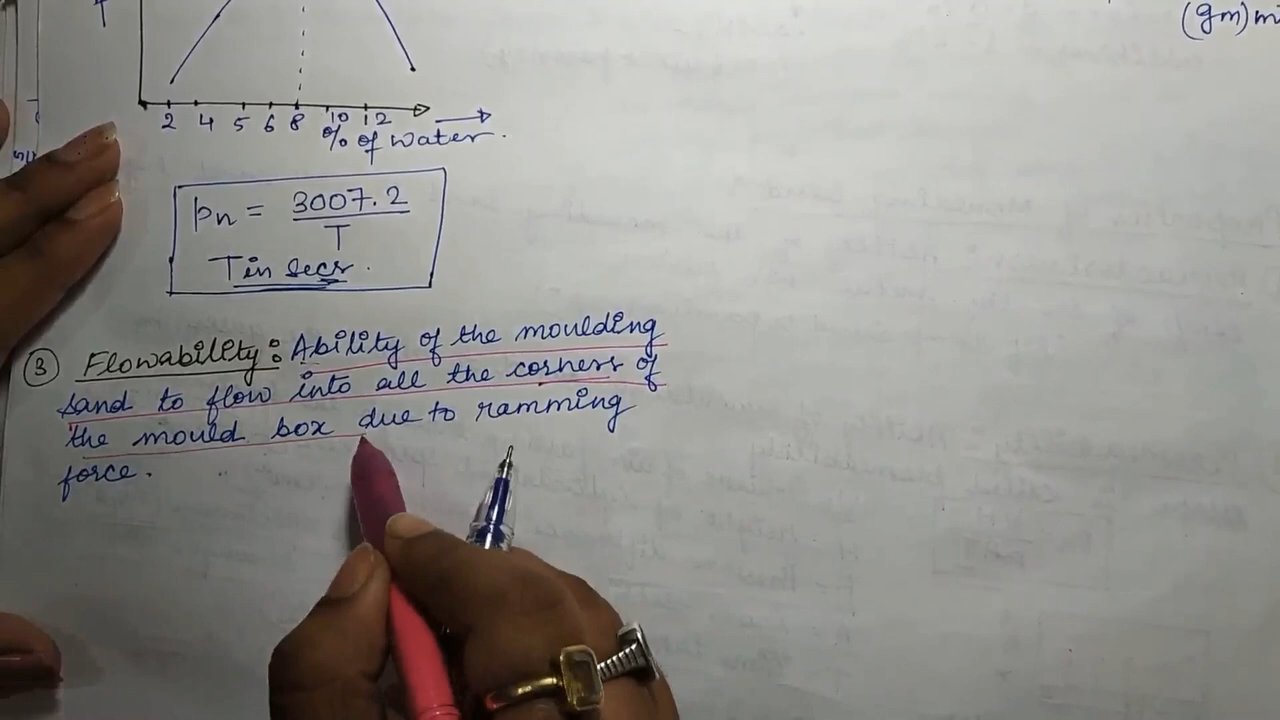 (gm) m
2 4 5 6 8 10 12
% of water.
Pn = 3007.2 / T
T in secs.
③ Flowability: Ability of the moulding
sand to flow into all the corners of
the mould box due to ramming
force.